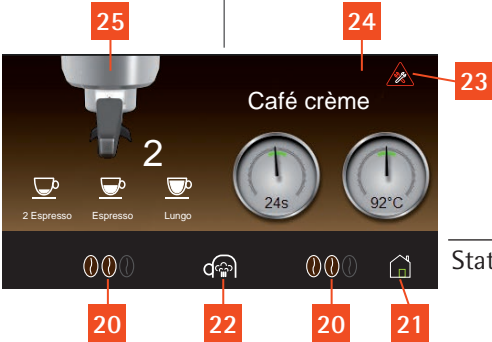 25
24
23
Café crème
2
24s
92°C
2 Espresso
Espresso
Lungo
Stat
20
22
20
21